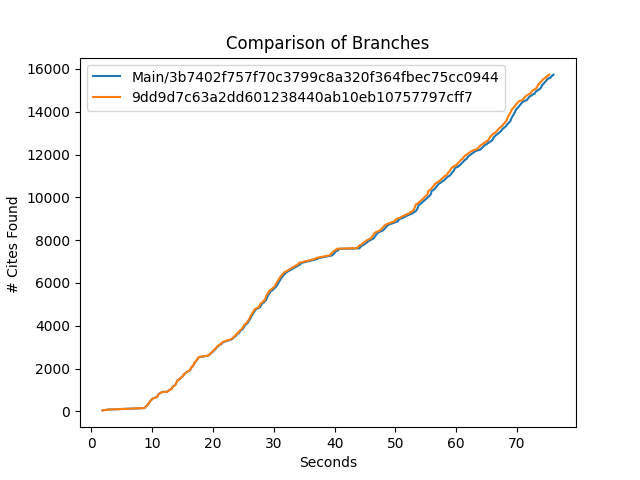 Comparison of Branches
Main/3b7402f757f70c3799c8a320f364fbec75cc0944
9dd9d7c63a2dd601238440ab10eb10757797cff7
# Cites Found
16000
14000
12000
10000
8000
6000
4000
2000
0
0 10 20 30 40 50 60 70
Seconds